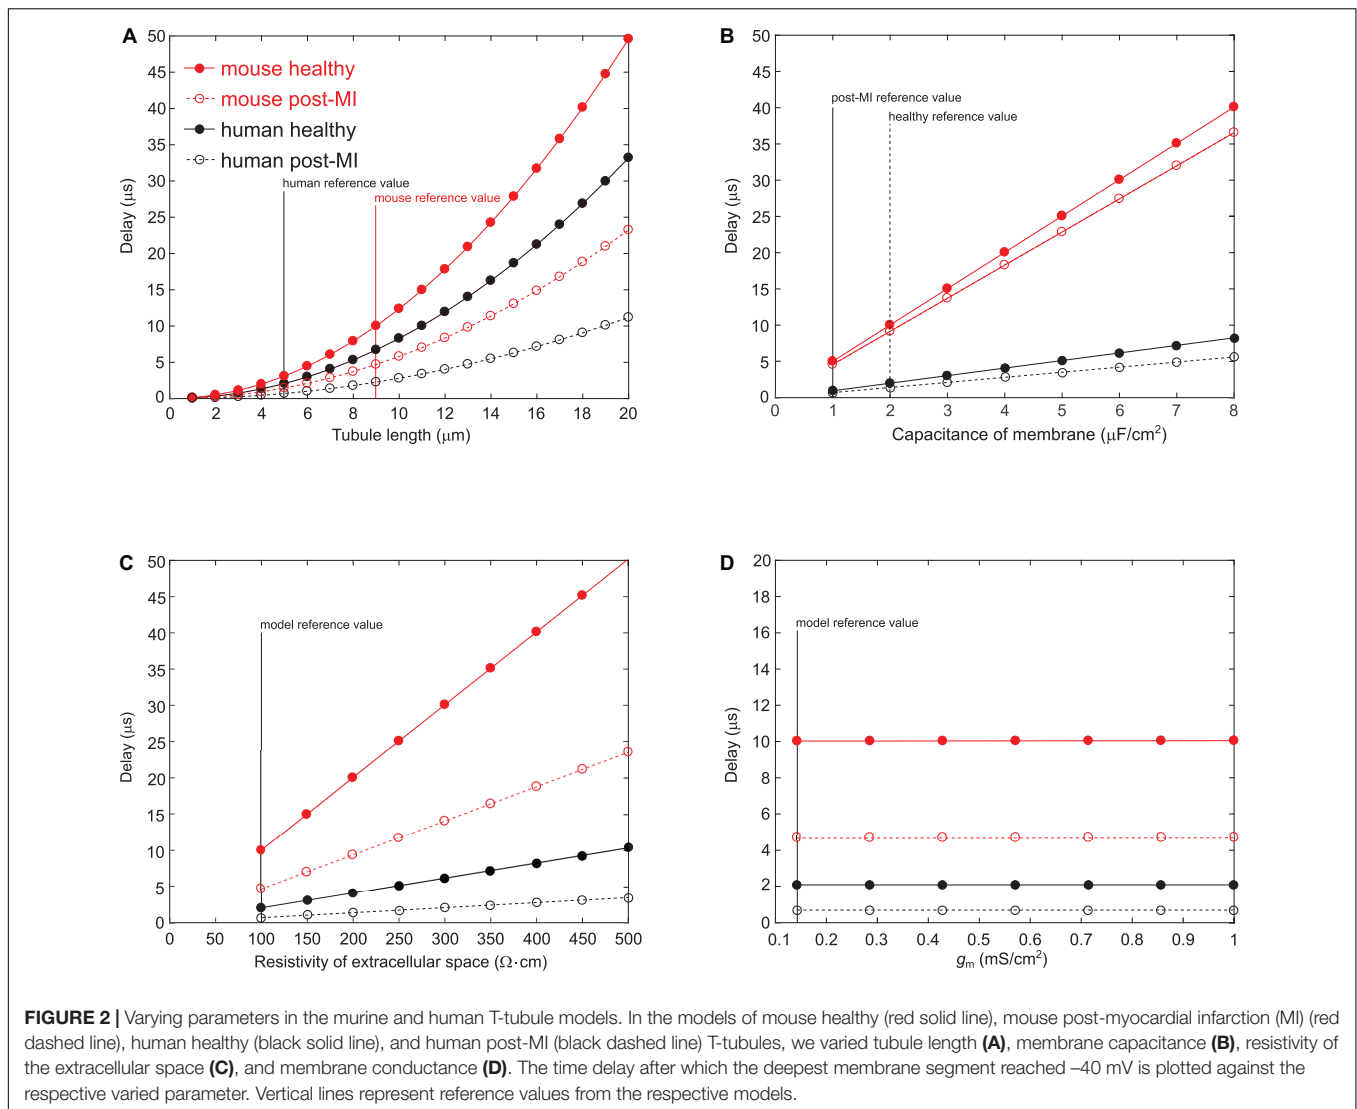 A
50
45
40
35
30
25
20
15
10
5
0
Delay (μs)
mouse healthy
mouse post-MI
human healthy
human post-MI
human reference value
mouse reference value
0 2 4 6 8 10 12 14 16 18 20
Tubule length (μm)
B
50
45
40
35
30
25
20
15
10
5
0
Delay (μs)
post-MI reference value
healthy reference value
0 1 2 3 4 5 6 7 8
Capacitance of membrane (μF/cm²)
C
50
45
40
35
30
25
20
15
10
5
0
Delay (μs)
model reference value
0 50 100 150 200 250 300 350 400 450 500
Resistivity of extracellular space (Ω·cm)
D
20
18
16
14
12
10
8
6
4
2
0
Delay (μs)
model reference value
0.1 0.2 0.3 0.4 0.5 0.6 0.7 0.8 0.9 1
gm (mS/cm²)
FIGURE 2 | Varying parameters in the murine and human T-tubule models. In the models of mouse healthy (red solid line), mouse post-myocardial infarction (MI) (red
dashed line), human healthy (black solid line), and human post-MI (black dashed line) T-tubules, we varied tubule length (A), membrane capacitance (B), resistivity of
the extracellular space (C), and membrane conductance (D). The time delay after which the deepest membrane segment reached –40 mV is plotted against the
respective varied parameter. Vertical lines represent reference values from the respective models.